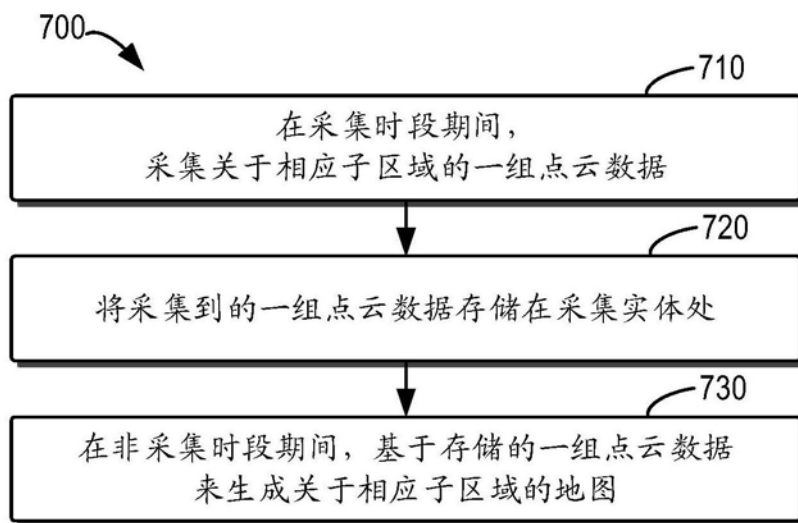 700
710
在采集时段期间，
采集关于相应子区域的一组点云数据
720
将采集到的一组点云数据存储在采集实体处
730
在非采集时段期间，基于存储的一组点云数据
来生成关于相应子区域的地图